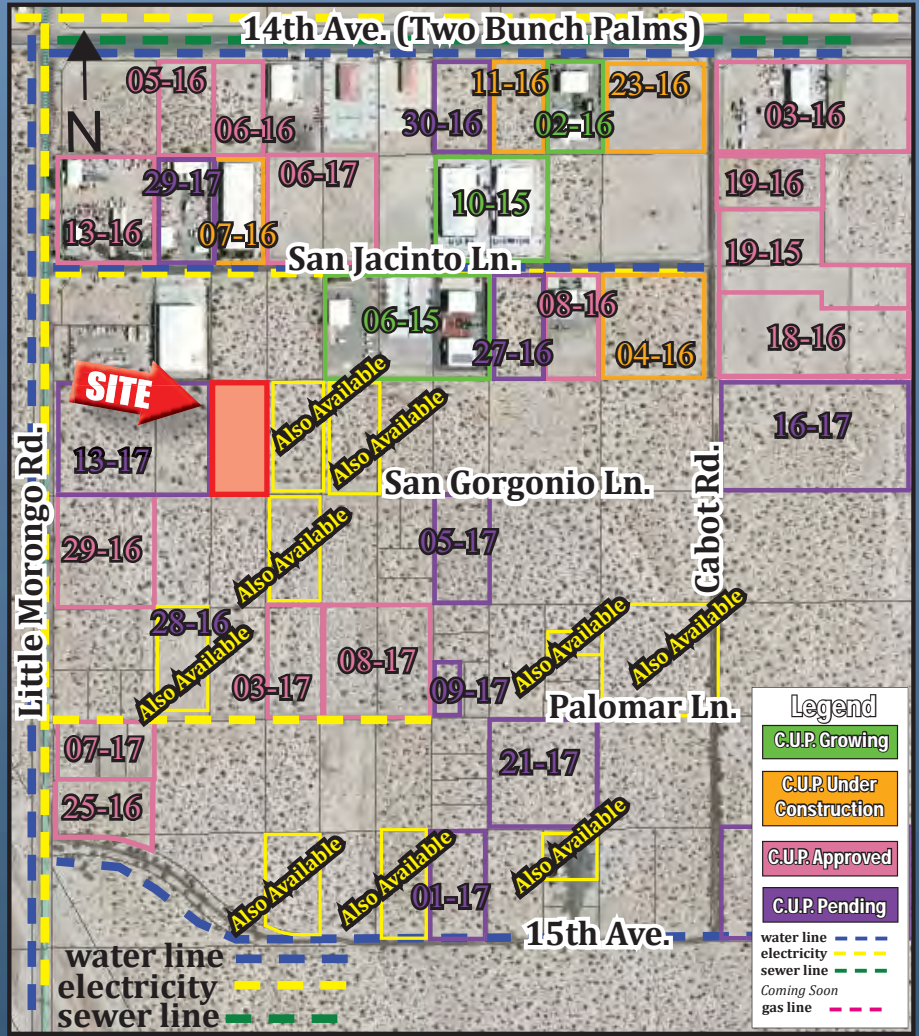 14th Ave. (Two Bunch Palms)
N
05-16
06-16
30-16
11-16
02-16
23-16
03-16
13-16
29-17
07-16
06-17
10-15
19-16
19-15
San Jacinto Ln.
06-15
27-16
08-16
04-16
18-16
SITE
13-17
Also Available
Also Available
16-17
San Gorgonio Ln.
Little Morongo Rd.
Cabot Rd.
29-16
Also Available
05-17
28-16
Also Available
03-17
08-17
09-17
Also Available
Also Available
Palomar Ln.
07-17
25-16
21-17
Also Available
Also Available
01-17
Also Available
15th Ave.
water line
electricity
sewer line
Legend
C.U.P. Growing
C.U.P. Under
Construction
C.U.P. Approved
C.U.P. Pending
water line
electricity
sewer line
Coming Soon
gas line